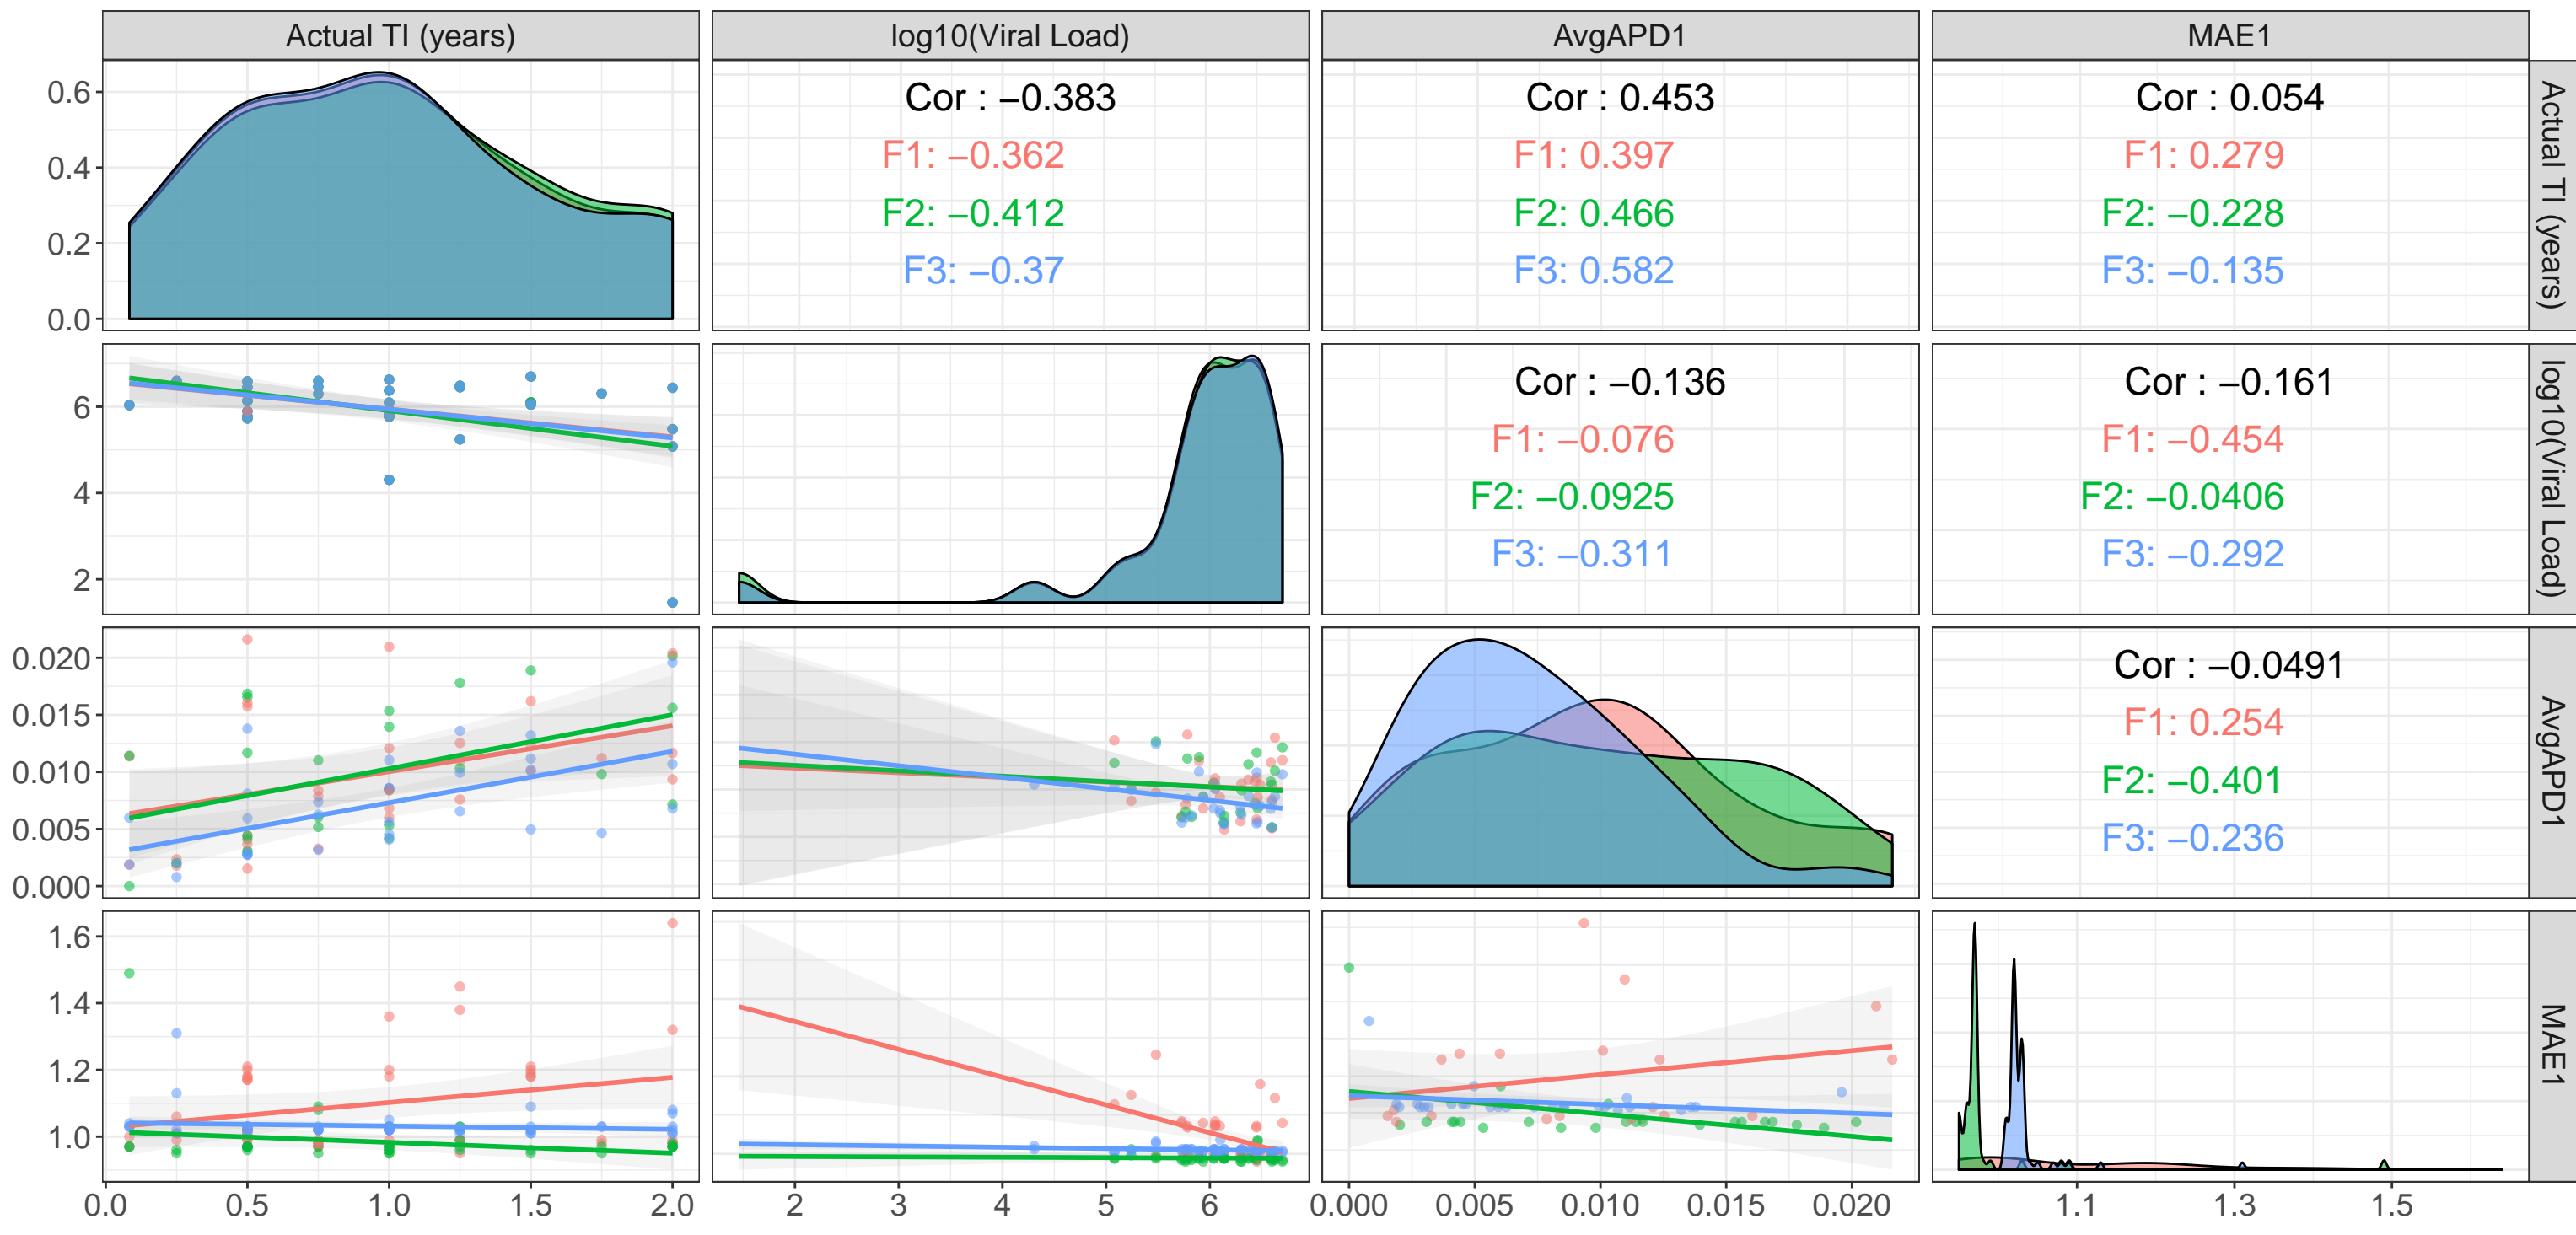 Actual TI (years)
log10(Viral Load)
AvgAPD1
MAE1
0.6
0.4
0.2
0.0
Cor : −0.383
F1: −0.362
F2: −0.412
F3: −0.37
Cor : 0.453
F1: 0.397
F2: 0.466
F3: 0.582
Cor : 0.054
F1: 0.279
F2: −0.228
F3: −0.135
Actual TI (years)
6
4
2
Cor : −0.136
F1: −0.076
F2: −0.0925
F3: −0.311
Cor : −0.161
F1: −0.454
F2: −0.0406
F3: −0.292
log10(Viral Load)
0.020
0.015
0.010
0.005
0.000
Cor : −0.0491
F1: 0.254
F2: −0.401
F3: −0.236
AvgAPD1
1.6
1.4
1.2
1.0
MAE1
0.0 0.5 1.0 1.5 2.0
2 3 4 5 6
0.000 0.005 0.010 0.015 0.020
1.1 1.3 1.5